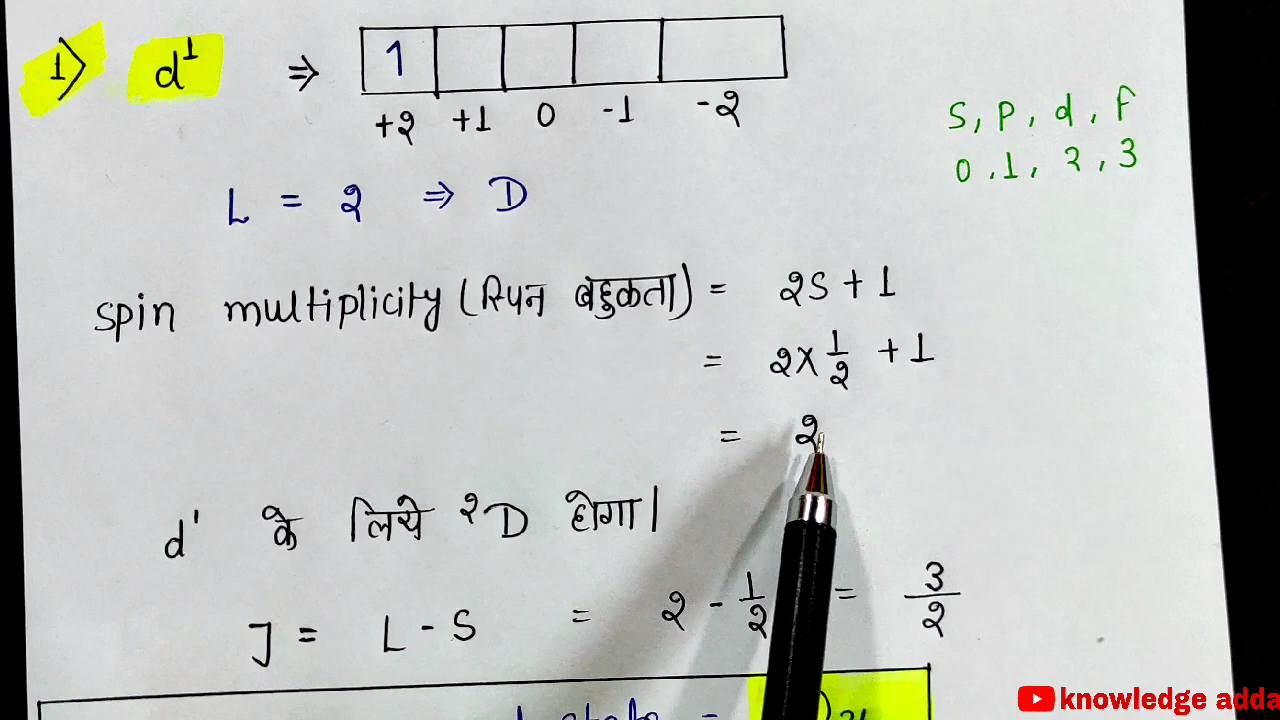 1) d¹ ⇒ 1
+2 +1 0 -1 -2
S, P, d, F
0, 1, 2, 3
L = 2 ⇒ D
spin multiplicity (स्पिन बहुकता) = 2S + 1
= 2 × 1/2 + 1
= 2
d¹ के लिये ²D होगा।
J = L - S = 2 - 1/2 = 3/2
knowledge adda